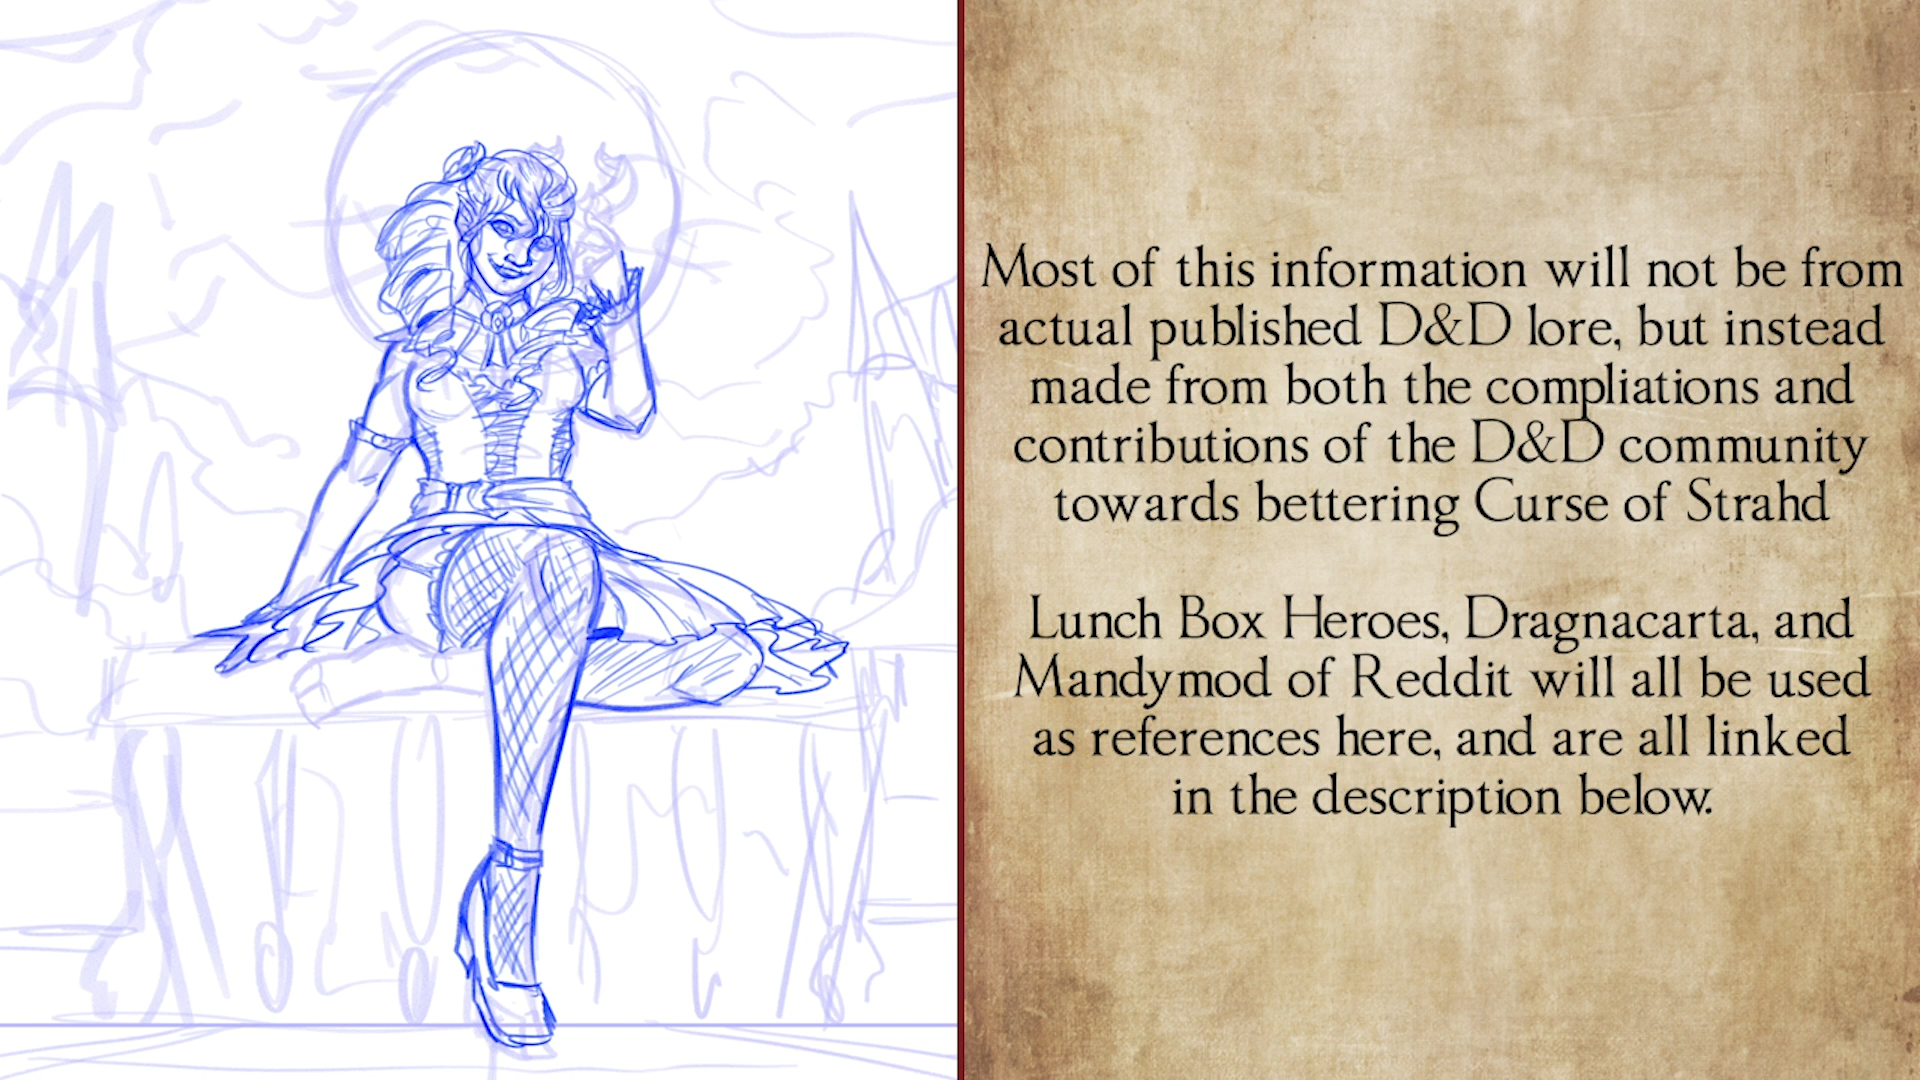 Most of this information will not be from
actual published D&D lore, but instead
made from both the compliations and
contributions of the D&D community
towards bettering Curse of Strahd
Lunch Box Heroes, Dragnacarta, and
Mandymod of Reddit will all be used
as references here, and are all linked
in the description below.